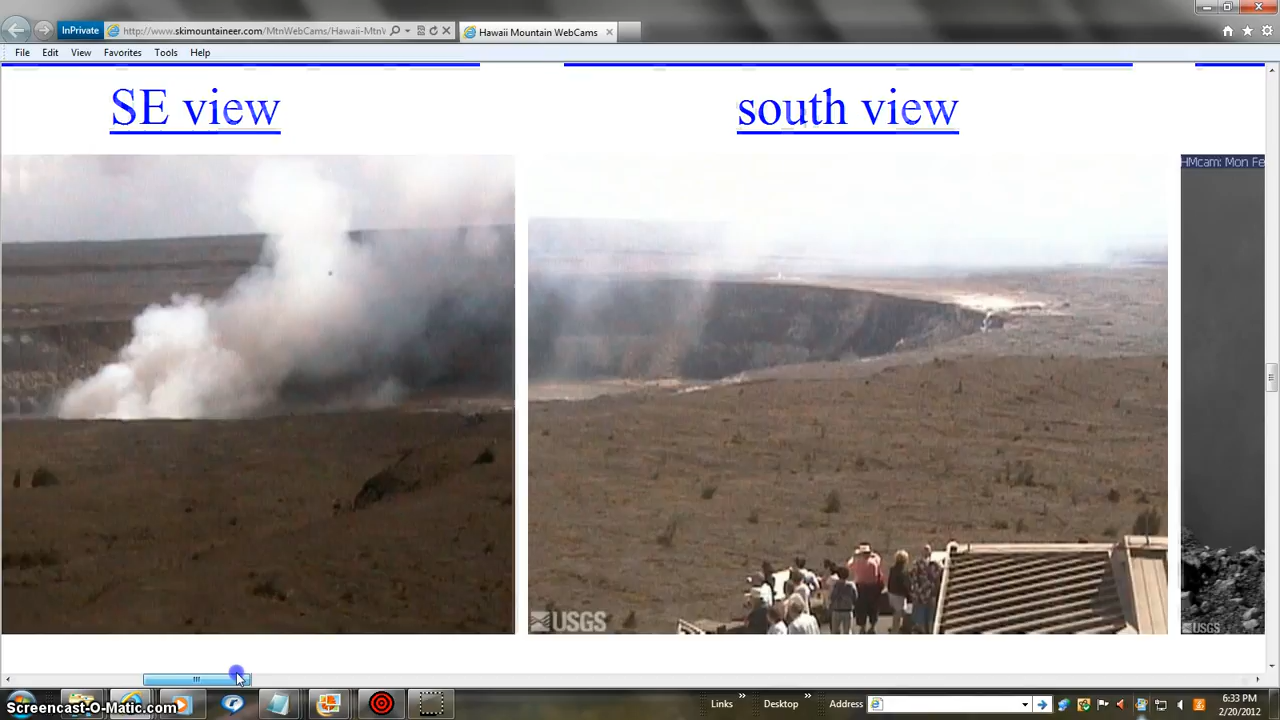 InPrivate
http://www.skimountaineer.com/MtnWebCams/Hawaii-MtnV
Hawaii Mountain WebCams
File Edit View Favorites Tools Help
SE view
south view
HMcam: Mon Fe
USGS
USGS
Screencast-O-Matic.com
Links
Desktop
Address
6:33 PM
2/20/2012